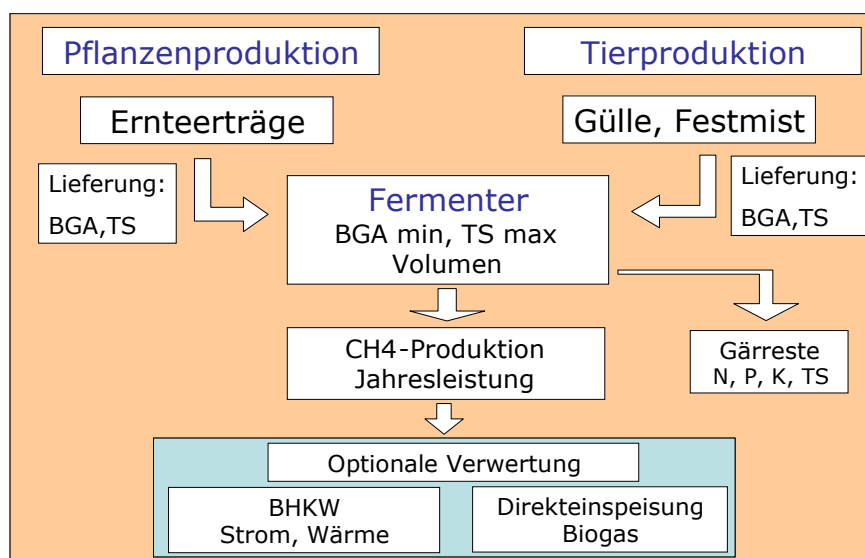 Pflanzenproduktion
Tierproduktion
Ernteerträge
Gülle, Festmist
Lieferung:
BGA,TS
Fermenter
BGA min, TS max
Volumen
Lieferung:
BGA,TS
CH4-Produktion
Jahresleistung
Gärreste
N, P, K, TS
Optionale Verwertung
BHKW
Strom, Wärme
Direkteinspeisung
Biogas